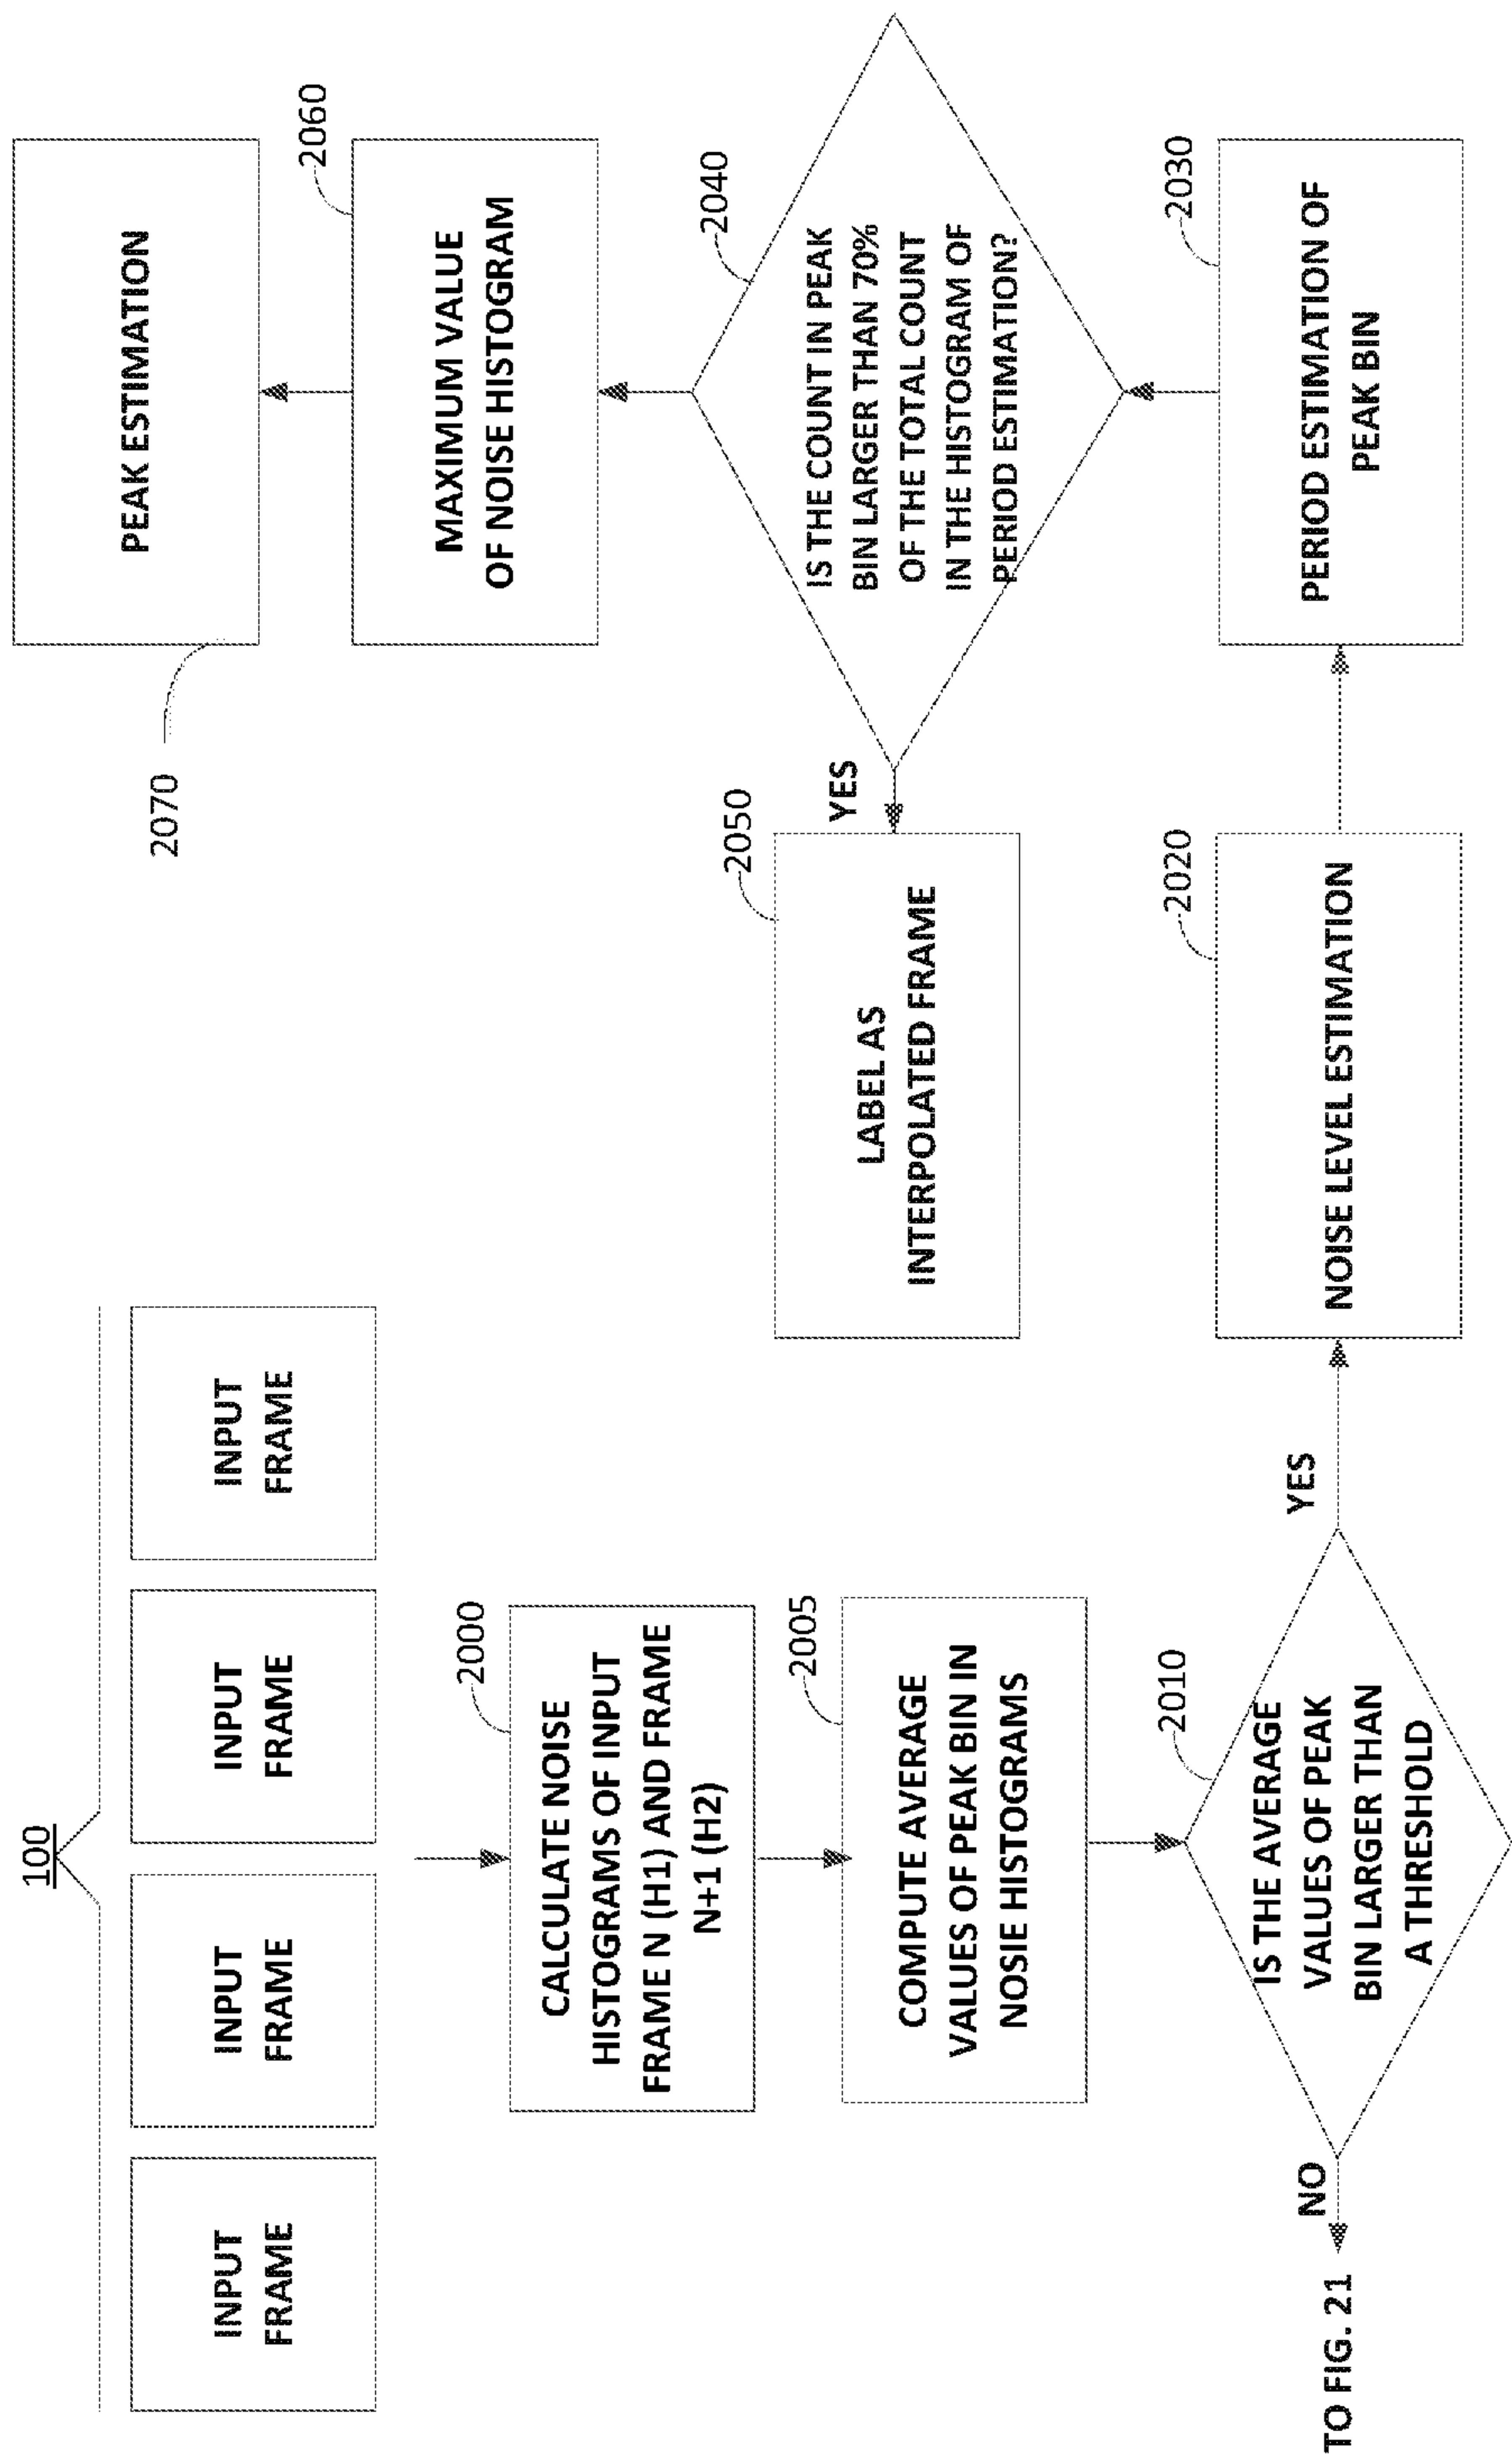 100
INPUT
FRAME
INPUT
FRAME
INPUT
FRAME
INPUT
FRAME
2000
CALCULATE NOISE
HISTOGRAMS OF INPUT
FRAME N (H1) AND FRAME
N+1 (H2)
2005
COMPUTE AVERAGE
VALUES OF PEAK BIN IN
NOSIE HISTOGRAMS
2010
IS THE AVERAGE
VALUES OF PEAK
BIN LARGER THAN
A THRESHOLD
NO
TO FIG. 21
YES
2020
NOISE LEVEL ESTIMATION
2030
PERIOD ESTIMATION OF
PEAK BIN
2040
IS THE COUNT IN PEAK
BIN LARGER THAN 70%
OF THE TOTAL COUNT
IN THE HISTOGRAM OF
PERIOD ESTIMATION?
YES
2050
LABEL AS
INTERPOLATED FRAME
2060
MAXIMUM VALUE
OF NOISE HISTOGRAM
2070
PEAK ESTIMATION